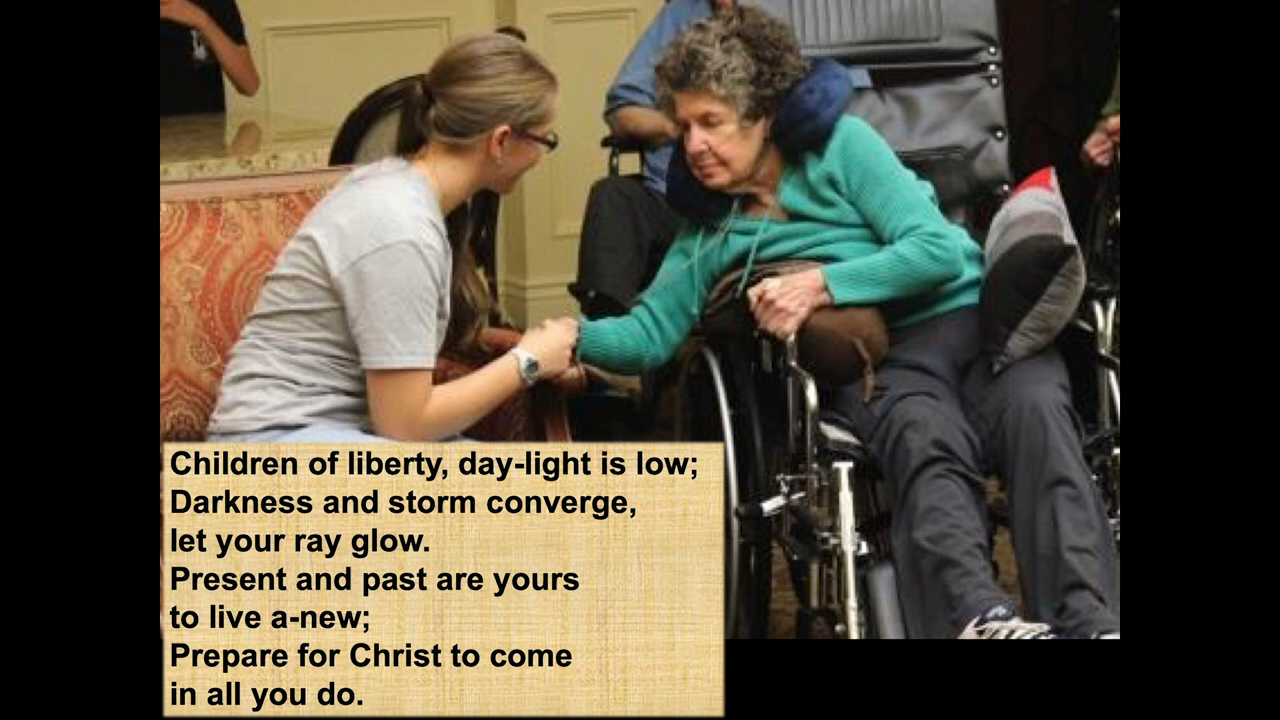 Children of liberty, day-light is low;
Darkness and storm converge,
let your ray glow.
Present and past are yours
to live a-new;
Prepare for Christ to come
in all you do.